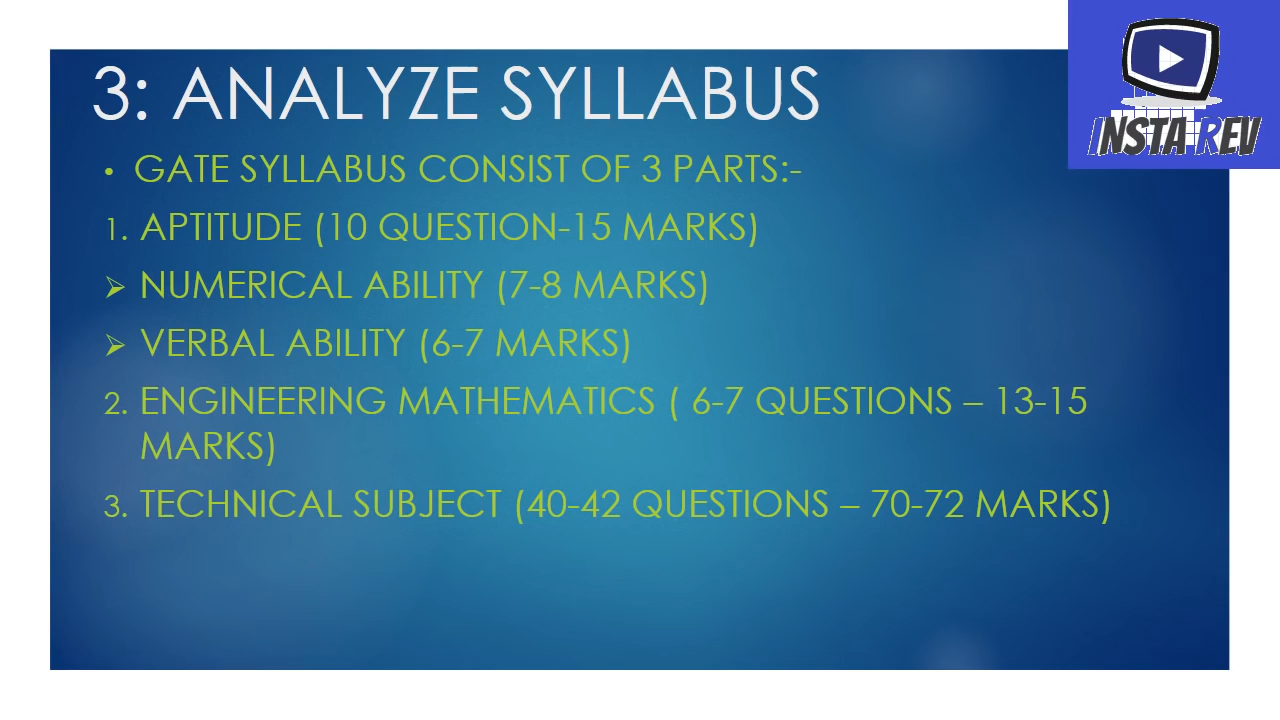 3: ANALYZE SYLLABUS
INSTA REV
• GATE SYLLABUS CONSIST OF 3 PARTS:-
1. APTITUDE (10 QUESTION-15 MARKS)
➢ NUMERICAL ABILITY (7-8 MARKS)
➢ VERBAL ABILITY (6-7 MARKS)
2. ENGINEERING MATHEMATICS ( 6-7 QUESTIONS – 13-15
MARKS)
3. TECHNICAL SUBJECT (40-42 QUESTIONS – 70-72 MARKS)